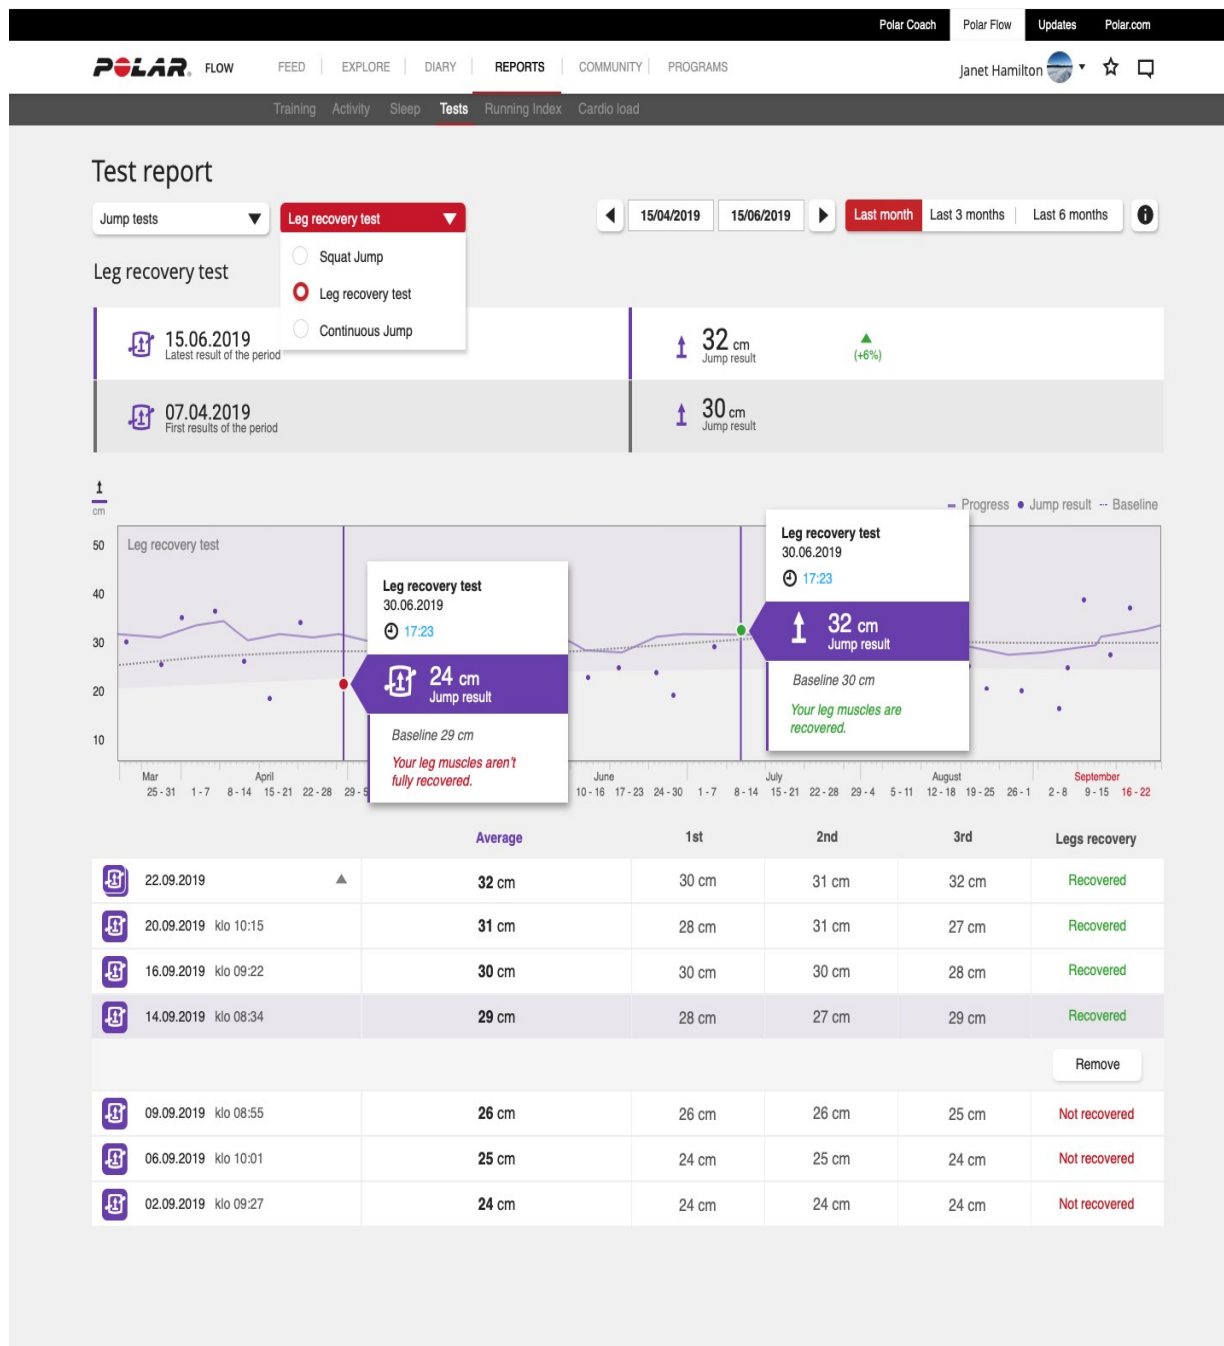 Polar Coach Polar Flow Updates Polar.com
POLAR. FLOW FEED EXPLORE DIARY REPORTS COMMUNITY PROGRAMS Janet Hamilton
Training Activity Sleep Tests Running Index Cardio load
Test report
Jump tests Leg recovery test 15/04/2019 15/06/2019 Last month Last 3 months Last 6 months
Squat Jump
Leg recovery test
Leg recovery test
Continuous Jump
15.06.2019
Latest result of the period
32 cm
Jump result
(+6%)
07.04.2019
First results of the period
30 cm
Jump result
cm
Progress Jump result Baseline
50
40
30
20
10
Leg recovery test
Leg recovery test
30.06.2019
17:23
24 cm
Jump result
Baseline 29 cm
Your leg muscles aren't
fully recovered.
Leg recovery test
30.06.2019
17:23
32 cm
Jump result
Baseline 30 cm
Your leg muscles are
recovered.
Mar April June July August September
25 - 31 1 - 7 8 - 14 15 - 21 22 - 28 29 - 5 10 - 16 17 - 23 24 - 30 1 - 7 8 - 14 15 - 21 22 - 28 29 - 4 5 - 11 12 - 18 19 - 25 26 - 1 2 - 8 9 - 15 16 - 22
Average 1st 2nd 3rd Legs recovery
22.09.2019 32 cm 30 cm 31 cm 32 cm Recovered
20.09.2019 klo 10:15 31 cm 28 cm 31 cm 27 cm Recovered
16.09.2019 klo 09:22 30 cm 30 cm 30 cm 28 cm Recovered
14.09.2019 klo 08:34 29 cm 28 cm 27 cm 29 cm Recovered
Remove
09.09.2019 klo 08:55 26 cm 26 cm 26 cm 25 cm Not recovered
06.09.2019 klo 10:01 25 cm 24 cm 25 cm 24 cm Not recovered
02.09.2019 klo 09:27 24 cm 24 cm 24 cm 24 cm Not recovered